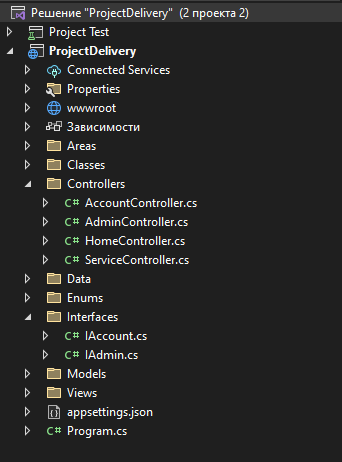 Решение "ProjectDelivery" (2 проекта 2)
Project Test
ProjectDelivery
Connected Services
Properties
wwwroot
Зависимости
Areas
Classes
Controllers
C# AccountController.cs
C# AdminController.cs
C# HomeController.cs
C# ServiceController.cs
Data
Enums
Interfaces
C# IAccount.cs
C# IAdmin.cs
Models
Views
appsettings.json
C# Program.cs